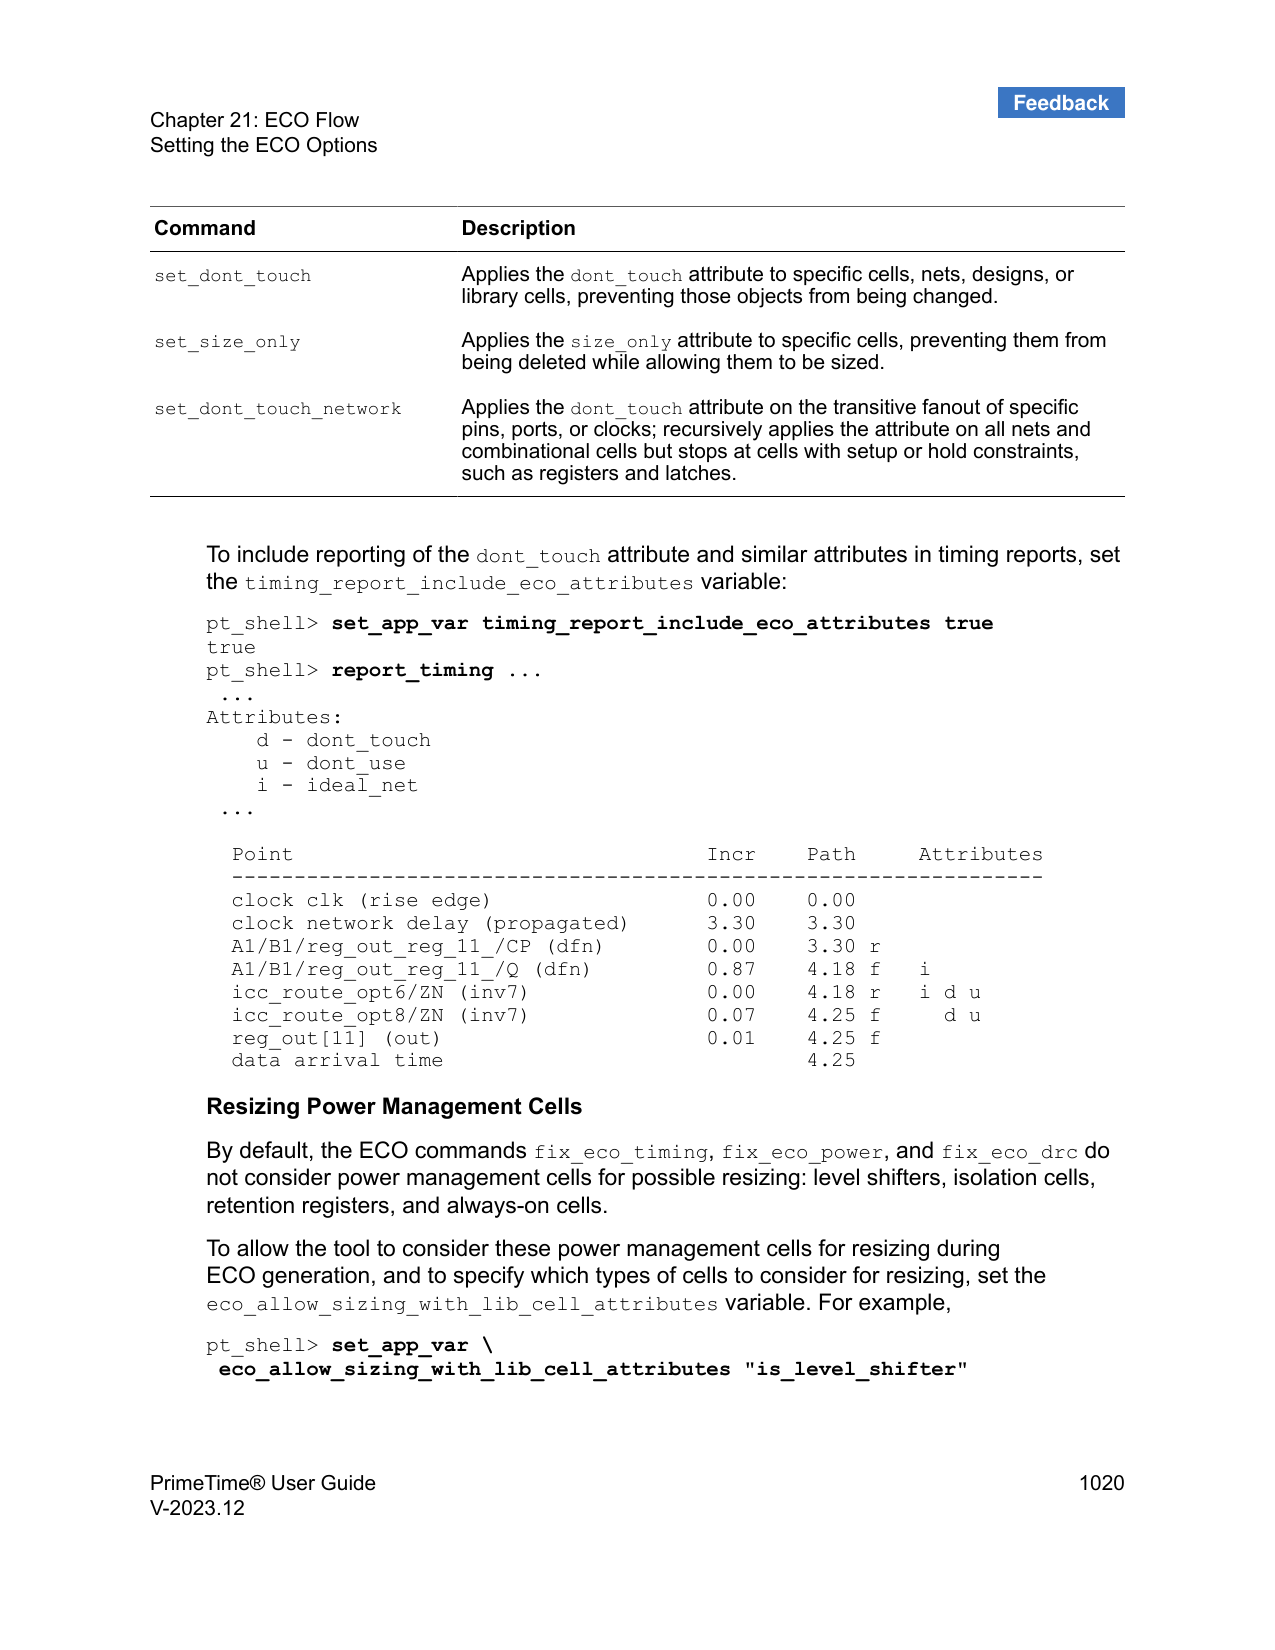 Feedback
Chapter 21: ECO Flow
Setting the ECO Options
Command Description
set_dont_touch Applies the dont_touch attribute to specific cells, nets, designs, or
library cells, preventing those objects from being changed.
set_size_only Applies the size_only attribute to specific cells, preventing them from
being deleted while allowing them to be sized.
set_dont_touch_network Applies the dont_touch attribute on the transitive fanout of specific
pins, ports, or clocks; recursively applies the attribute on all nets and
combinational cells but stops at cells with setup or hold constraints,
such as registers and latches.
To include reporting of the dont_touch attribute and similar attributes in timing reports, set
the timing_report_include_eco_attributes variable:
pt_shell> set_app_var timing_report_include_eco_attributes true
true
pt_shell> report_timing ...
...
Attributes:
d - dont_touch
u - dont_use
i - ideal_net
...
Point Incr Path Attributes
-----------------------------------------------------------------
clock clk (rise edge) 0.00 0.00
clock network delay (propagated) 3.30 3.30
A1/B1/reg_out_reg_11_/CP (dfn) 0.00 3.30 r
A1/B1/reg_out_reg_11_/Q (dfn) 0.87 4.18 f i
icc_route_opt6/ZN (inv7) 0.00 4.18 r i d u
icc_route_opt8/ZN (inv7) 0.07 4.25 f d u
reg_out[11] (out) 0.01 4.25 f
data arrival time 4.25
Resizing Power Management Cells
By default, the ECO commands fix_eco_timing, fix_eco_power, and fix_eco_drc do
not consider power management cells for possible resizing: level shifters, isolation cells,
retention registers, and always-on cells.
To allow the tool to consider these power management cells for resizing during
ECO generation, and to specify which types of cells to consider for resizing, set the
eco_allow_sizing_with_lib_cell_attributes variable. For example,
pt_shell> set_app_var \
eco_allow_sizing_with_lib_cell_attributes "is_level_shifter"
PrimeTime® User Guide 1020
V-2023.12